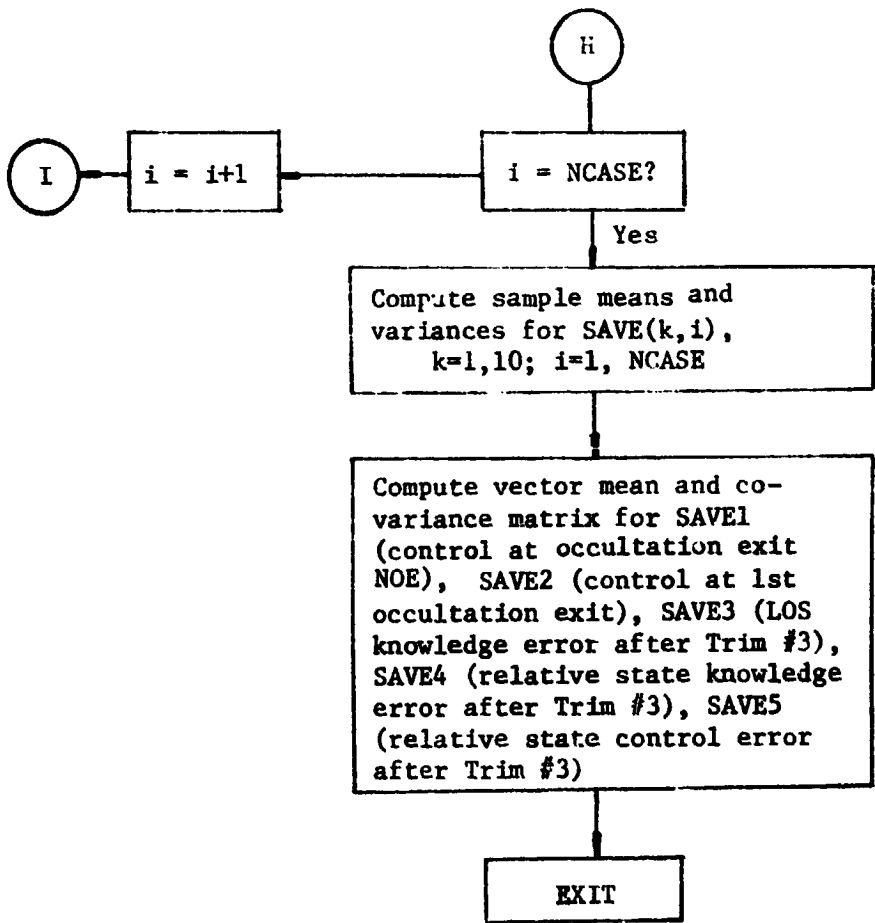 H
I
i = i+1
i = NCASE?
Yes
Compute sample means and
variances for SAVE(k,i),
k=1,10; i=1, NCASE
Compute vector mean and co-
variance matrix for SAVE1
(control at occultation exit
NOE), SAVE2 (control at 1st
occultation exit), SAVE3 (LOS
knowledge error after Trim #3),
SAVE4 (relative state knowledge
error after Trim #3), SAVE5
(relative state control error
after Trim #3)
EXIT